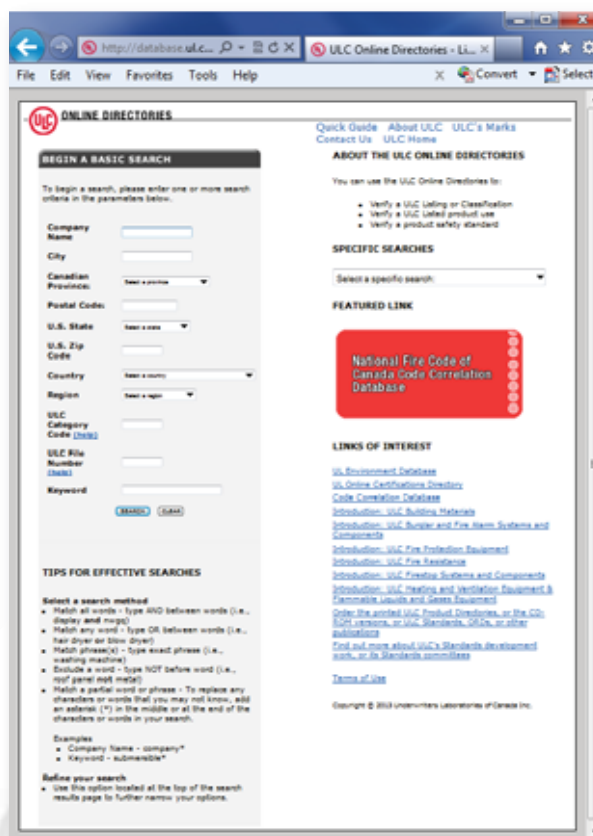 http://database.ulc...
ULC Online Directories - Li...
File Edit View Favorites Tools Help
Convert
Select
ULC ONLINE DIRECTORIES
Quick Guide About ULC ULC's Marks
Contact Us ULC Home
BEGIN A BASIC SEARCH
To begin a search, please enter one or more search
criteria in the parameters below.
Company
Name
City
Canadian
Province:
Select a province
Postal Code:
U.S. State
Select a state
U.S. Zip
Code
Country
Select a country
Region
Select a region
ULC
Category
Code (help)
ULC File
Number
(help)
Keyword
SEARCH CLEAR
TIPS FOR EFFECTIVE SEARCHES
Select a search method
Match all words - type AND between words (i.e.,
display and nwgq)
Match any word - type OR between words (i.e.,
hair dryer or blow dryer)
Match phrase(s) - type exact phrase (i.e.,
washing machine)
Exclude a word - type NOT before word (i.e.,
roof panel not metal)
Match a partial word or phrase - To replace any
characters or words that you may not know, add
an asterisk (*) in the middle or at the end of the
characters or words in your search.
Examples
Company Name - company*
Keyword - submersible*
Refine your search
Use this option located at the top of the search
results page to further narrow your options.
ABOUT THE ULC ONLINE DIRECTORIES
You can use the ULC Online Directories to:
Verify a ULC Listing or Classification
Verify a ULC Listed product use
Verify a product safety standard
SPECIFIC SEARCHES
Select a specific search:
FEATURED LINK
National Fire Code of
Canada Code Correlation
Database
LINKS OF INTEREST
UL Environment Database
UL Online Certifications Directory
Code Correlation Database
Introduction: ULC Building Materials
Introduction: ULC Burglar and Fire Alarm Systems and
Components
Introduction: ULC Fire Protection Equipment
Introduction: ULC Fire Resistance
Introduction: ULC Firestop Systems and Components
Introduction: ULC Heating and Ventilation Equipment &
Flammable Liquids and Gases Equipment
Order the printed ULC Product Directories, or the CD-
ROM versions, or ULC Standards, ORDs, or other
publications
Find out more about ULC's Standards development
work, or its Standards committees
Terms of Use
Copyright © 2013 Underwriters Laboratories of Canada Inc.